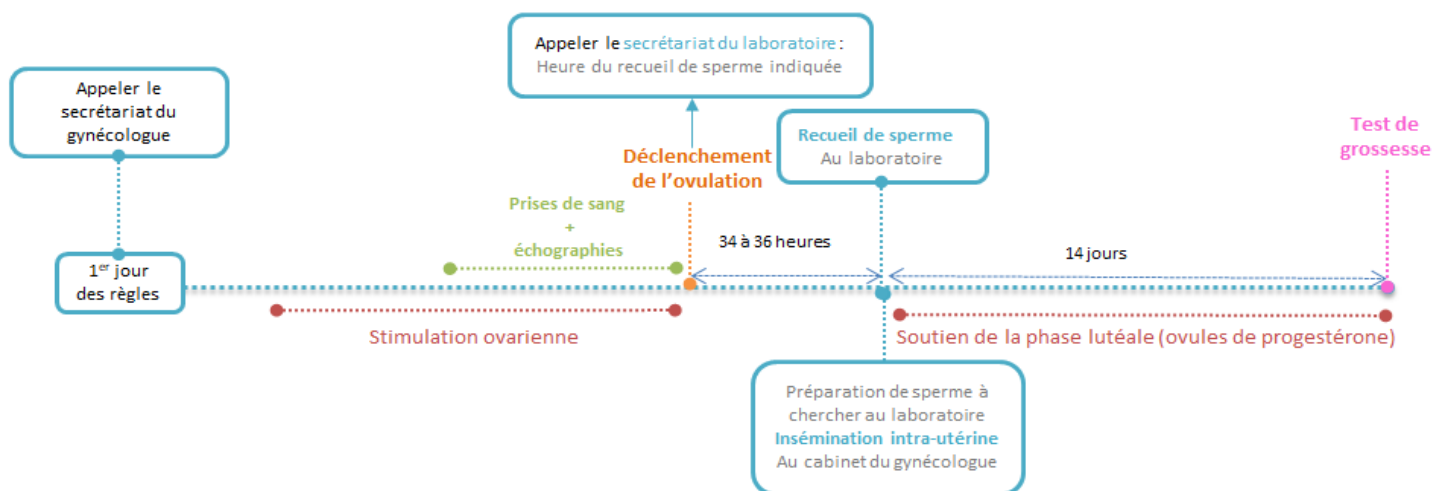 Appeler le secrétariat du laboratoire :
Heure du recueil de sperme indiquée
Appeler le
secrétariat du
gynécologue
Recueil de sperme
Au laboratoire
Test de
grossesse
Déclenchement
de l’ovulation
Prises de sang
+
échographies
34 à 36 heures
14 jours
1er jour
des règles
Stimulation ovarienne
Soutien de la phase lutéale (ovules de progestérone)
Préparation de sperme à
chercher au laboratoire
Insémination intra-utérine
Au cabinet du gynécologue